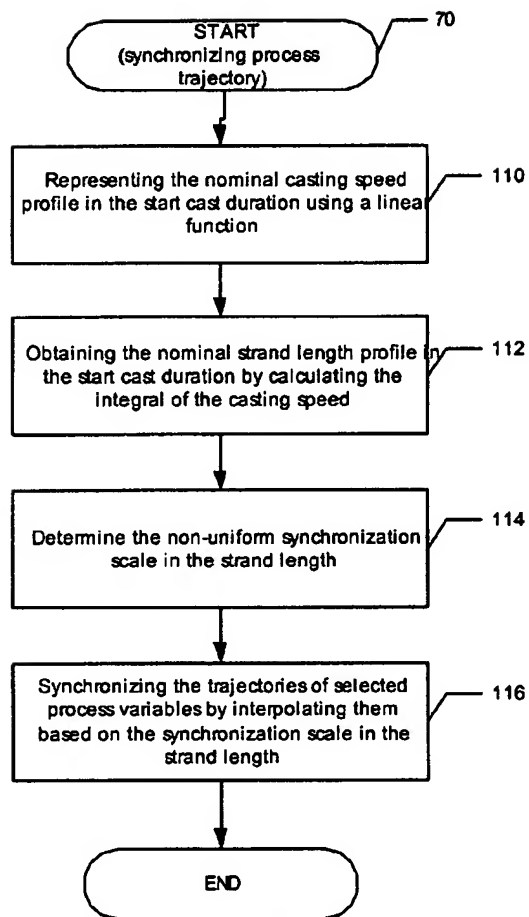 START
(synchronizing process
trajectory)
70
Representing the nominal casting speed
profile in the start cast duration using a linear
function
110
Obtaining the nominal strand length profile in
the start cast duration by calculating the
integral of the casting speed
112
Determine the non-uniform synchronization
scale in the strand length
114
Synchronizing the trajectories of selected
process variables by interpolating them
based on the synchronization scale in the
strand length
116
END